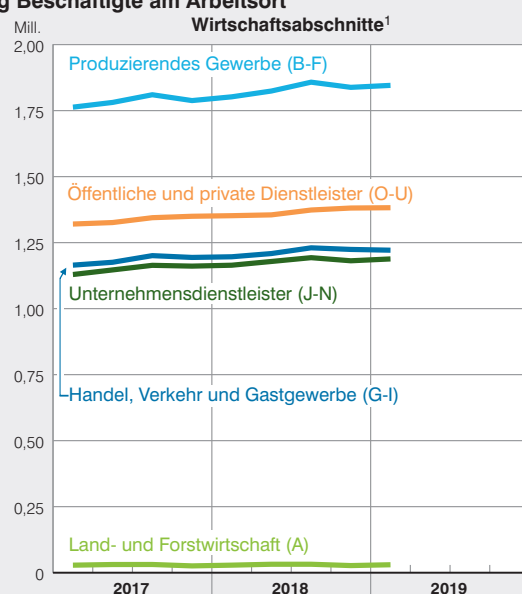 g Beschäftigte am Arbeitsort
Mill.
Wirtschaftsabschnitte¹
2,00
Produzierendes Gewerbe (B-F)
1,75
1,50
Öffentliche und private Dienstleister (O-U)
1,25
Unternehmensdienstleister (J-N)
1,00
0,75
Handel, Verkehr und Gastgewerbe (G-I)
0,50
0,25
Land- und Forstwirtschaft (A)
0
2017 2018 2019